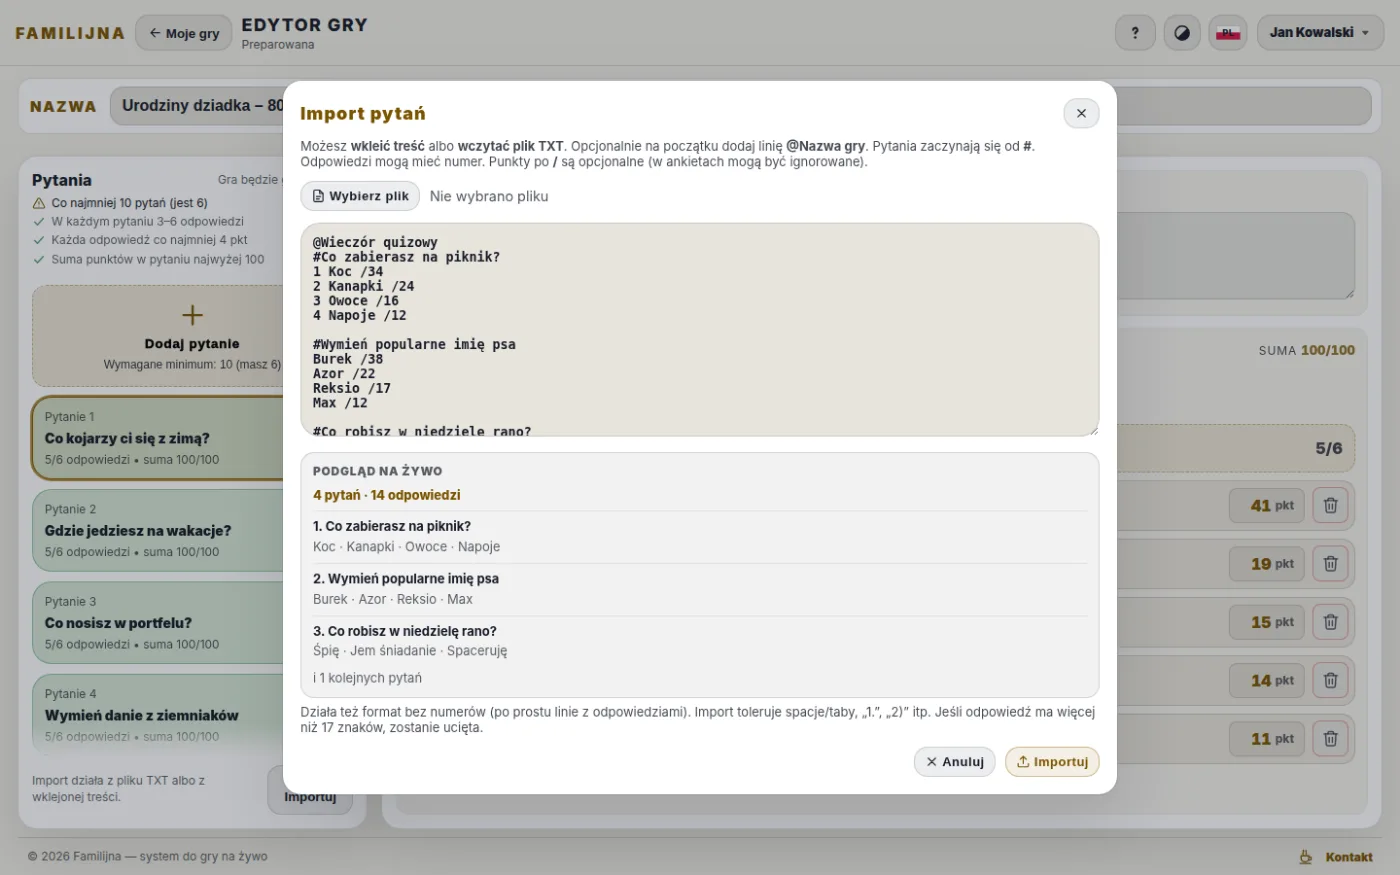 FAMILIJNA
← Moje gry
EDYTOR GRY
Preparowana
?
PL
Jan Kowalski
NAZWA
Urodziny dziadka – 80
Pytania
Gra będzie
Co najmniej 10 pytań (jest 6)
W każdym pytaniu 3–6 odpowiedzi
Każda odpowiedź co najmniej 4 pkt
Suma punktów w pytaniu najwyżej 100
Dodaj pytanie
Wymagane minimum: 10 (masz 6)
Pytanie 1
Co kojarzy ci się z zimą?
5/6 odpowiedzi • suma 100/100
Pytanie 2
Gdzie jedziesz na wakacje?
5/6 odpowiedzi • suma 100/100
Pytanie 3
Co nosisz w portfelu?
5/6 odpowiedzi • suma 100/100
Pytanie 4
Wymień danie z ziemniaków
5/6 odpowiedzi • suma 100/100
Import działa z pliku TXT albo z
wklejonej treści.
Importuj
Import pytań
Możesz wkleić treść albo wczytać plik TXT. Opcjonalnie na początku dodaj linię @Nazwa gry. Pytania zaczynają się od #.
Odpowiedzi mogą mieć numer. Punkty po / są opcjonalne (w ankietach mogą być ignorowane).
Wybierz plik
Nie wybrano pliku
@Wieczór quizowy
#Co zabierasz na piknik?
1 Koc /34
2 Kanapki /24
3 Owoce /16
4 Napoje /12
#Wymień popularne imię psa
Burek /38
Azor /22
Reksio /17
Max /12
#Co robisz w niedzielę rano?
PODGLĄD NA ŻYWO
4 pytań · 14 odpowiedzi
1. Co zabierasz na piknik?
Koc · Kanapki · Owoce · Napoje
2. Wymień popularne imię psa
Burek · Azor · Reksio · Max
3. Co robisz w niedzielę rano?
Śpię · Jem śniadanie · Spaceruję
i 1 kolejnych pytań
Działa też format bez numerów (po prostu linie z odpowiedziami). Import toleruje spacje/taby, „1.”, „2)” itp. Jeśli odpowiedź ma więcej
niż 17 znaków, zostanie ucięta.
Anuluj
Importuj
SUMA 100/100
5/6
41 pkt
19 pkt
15 pkt
14 pkt
11 pkt
© 2026 Familijna — system do gry na żywo
Kontakt